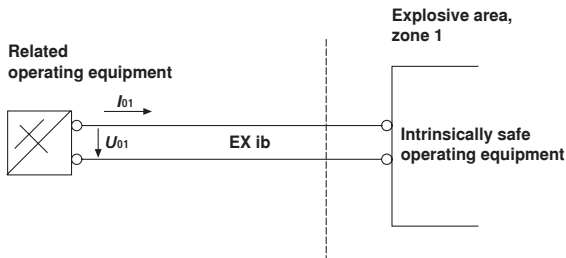 Explosive area,
zone 1
Related
operating equipment
I01
U01
EX ib
Intrinsically safe
operating equipment